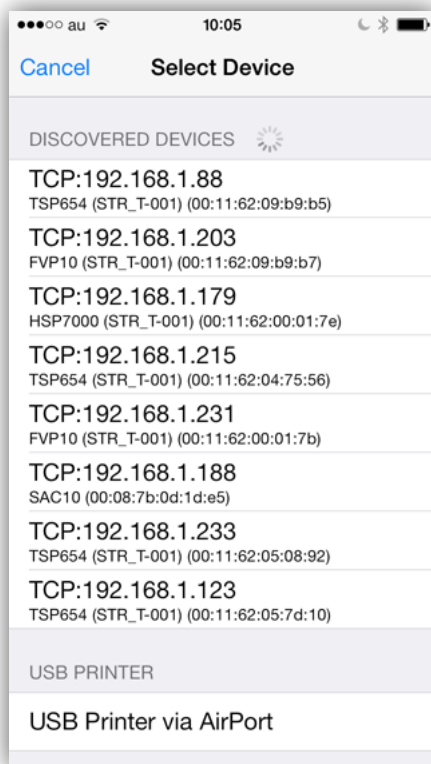 au 10:05
Cancel Select Device
DISCOVERED DEVICES
TCP:192.168.1.88
TSP654 (STR_T-001) (00:11:62:09:b9:b5)
TCP:192.168.1.203
FVP10 (STR_T-001) (00:11:62:09:b9:b7)
TCP:192.168.1.179
HSP7000 (STR_T-001) (00:11:62:00:01:7e)
TCP:192.168.1.215
TSP654 (STR_T-001) (00:11:62:04:75:56)
TCP:192.168.1.231
FVP10 (STR_T-001) (00:11:62:00:01:7b)
TCP:192.168.1.188
SAC10 (00:08:7b:0d:1d:e5)
TCP:192.168.1.233
TSP654 (STR_T-001) (00:11:62:05:08:92)
TCP:192.168.1.123
TSP654 (STR_T-001) (00:11:62:05:7d:10)
USB PRINTER
USB Printer via AirPort